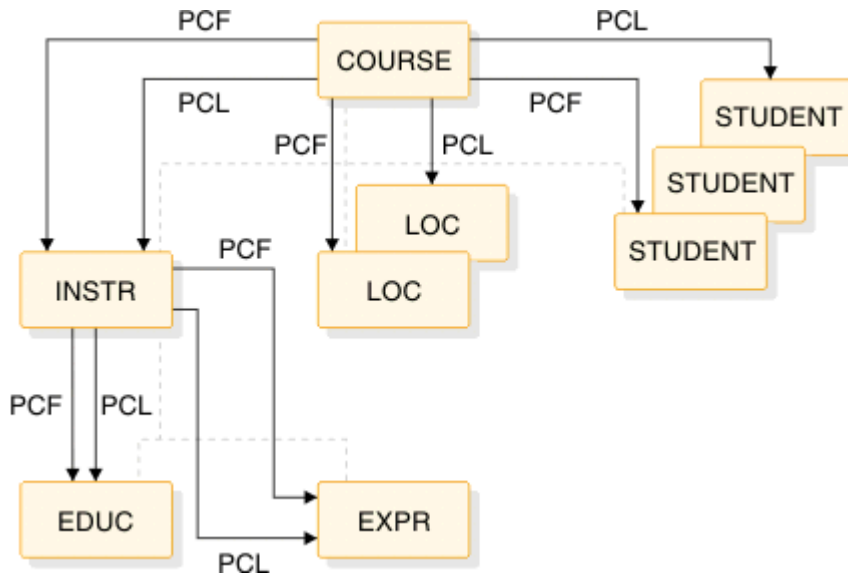 PCF
COURSE
PCL
PCL
PCF
STUDENT
PCF
PCL
STUDENT
LOC
STUDENT
PCF
INSTR
LOC
PCF
PCL
EDUC
EXPR
PCL